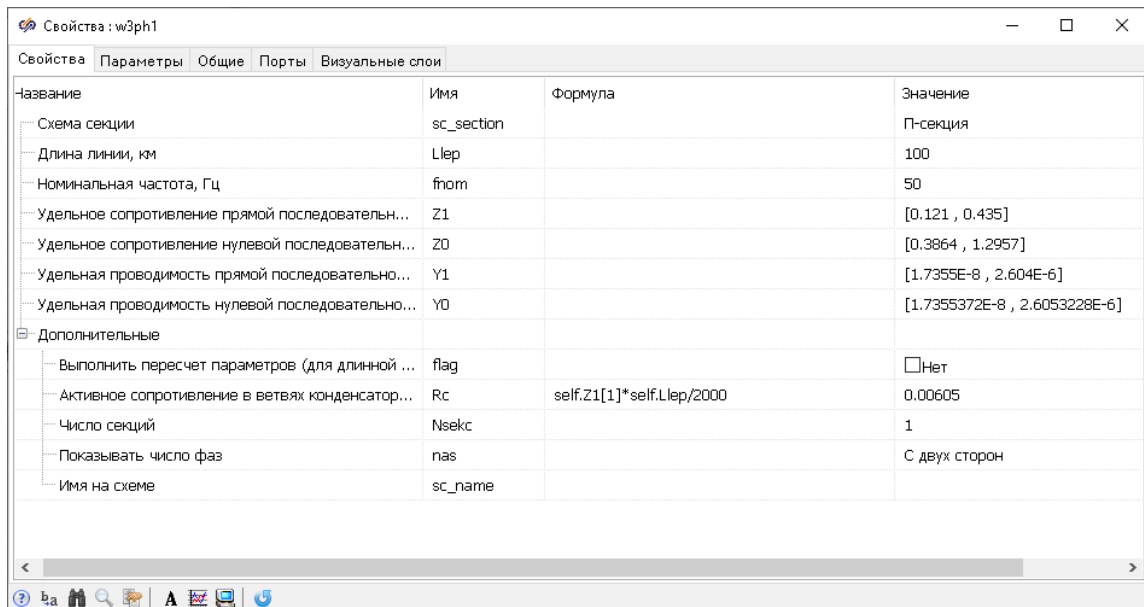 Свойства : w3ph1
Свойства Параметры Общие Порты Визуальные слои
Название Имя Формула Значение
Схема секции sc_section П-секция
Длина линии, км Llep 100
Номинальная частота, Гц fnom 50
Удельное сопротивление прямой последовательн... Z1 [0.121 , 0.435]
Удельное сопротивление нулевой последовательн... Z0 [0.3864 , 1.2957]
Удельная проводимость прямой последовательно... Y1 [1.7355E-8 , 2.604E-6]
Удельная проводимость нулевой последовательно... Y0 [1.7355372E-8 , 2.6053228E-6]
Дополнительные
Выполнить пересчет параметров (для длинной ... flag Нет
Активное сопротивление в ветвях конденсатор... Rc self.Z1[1]*self.Llep/2000 0.00605
Число секций Nsekc 1
Показывать число фаз nas С двух сторон
Имя на схеме sc_name